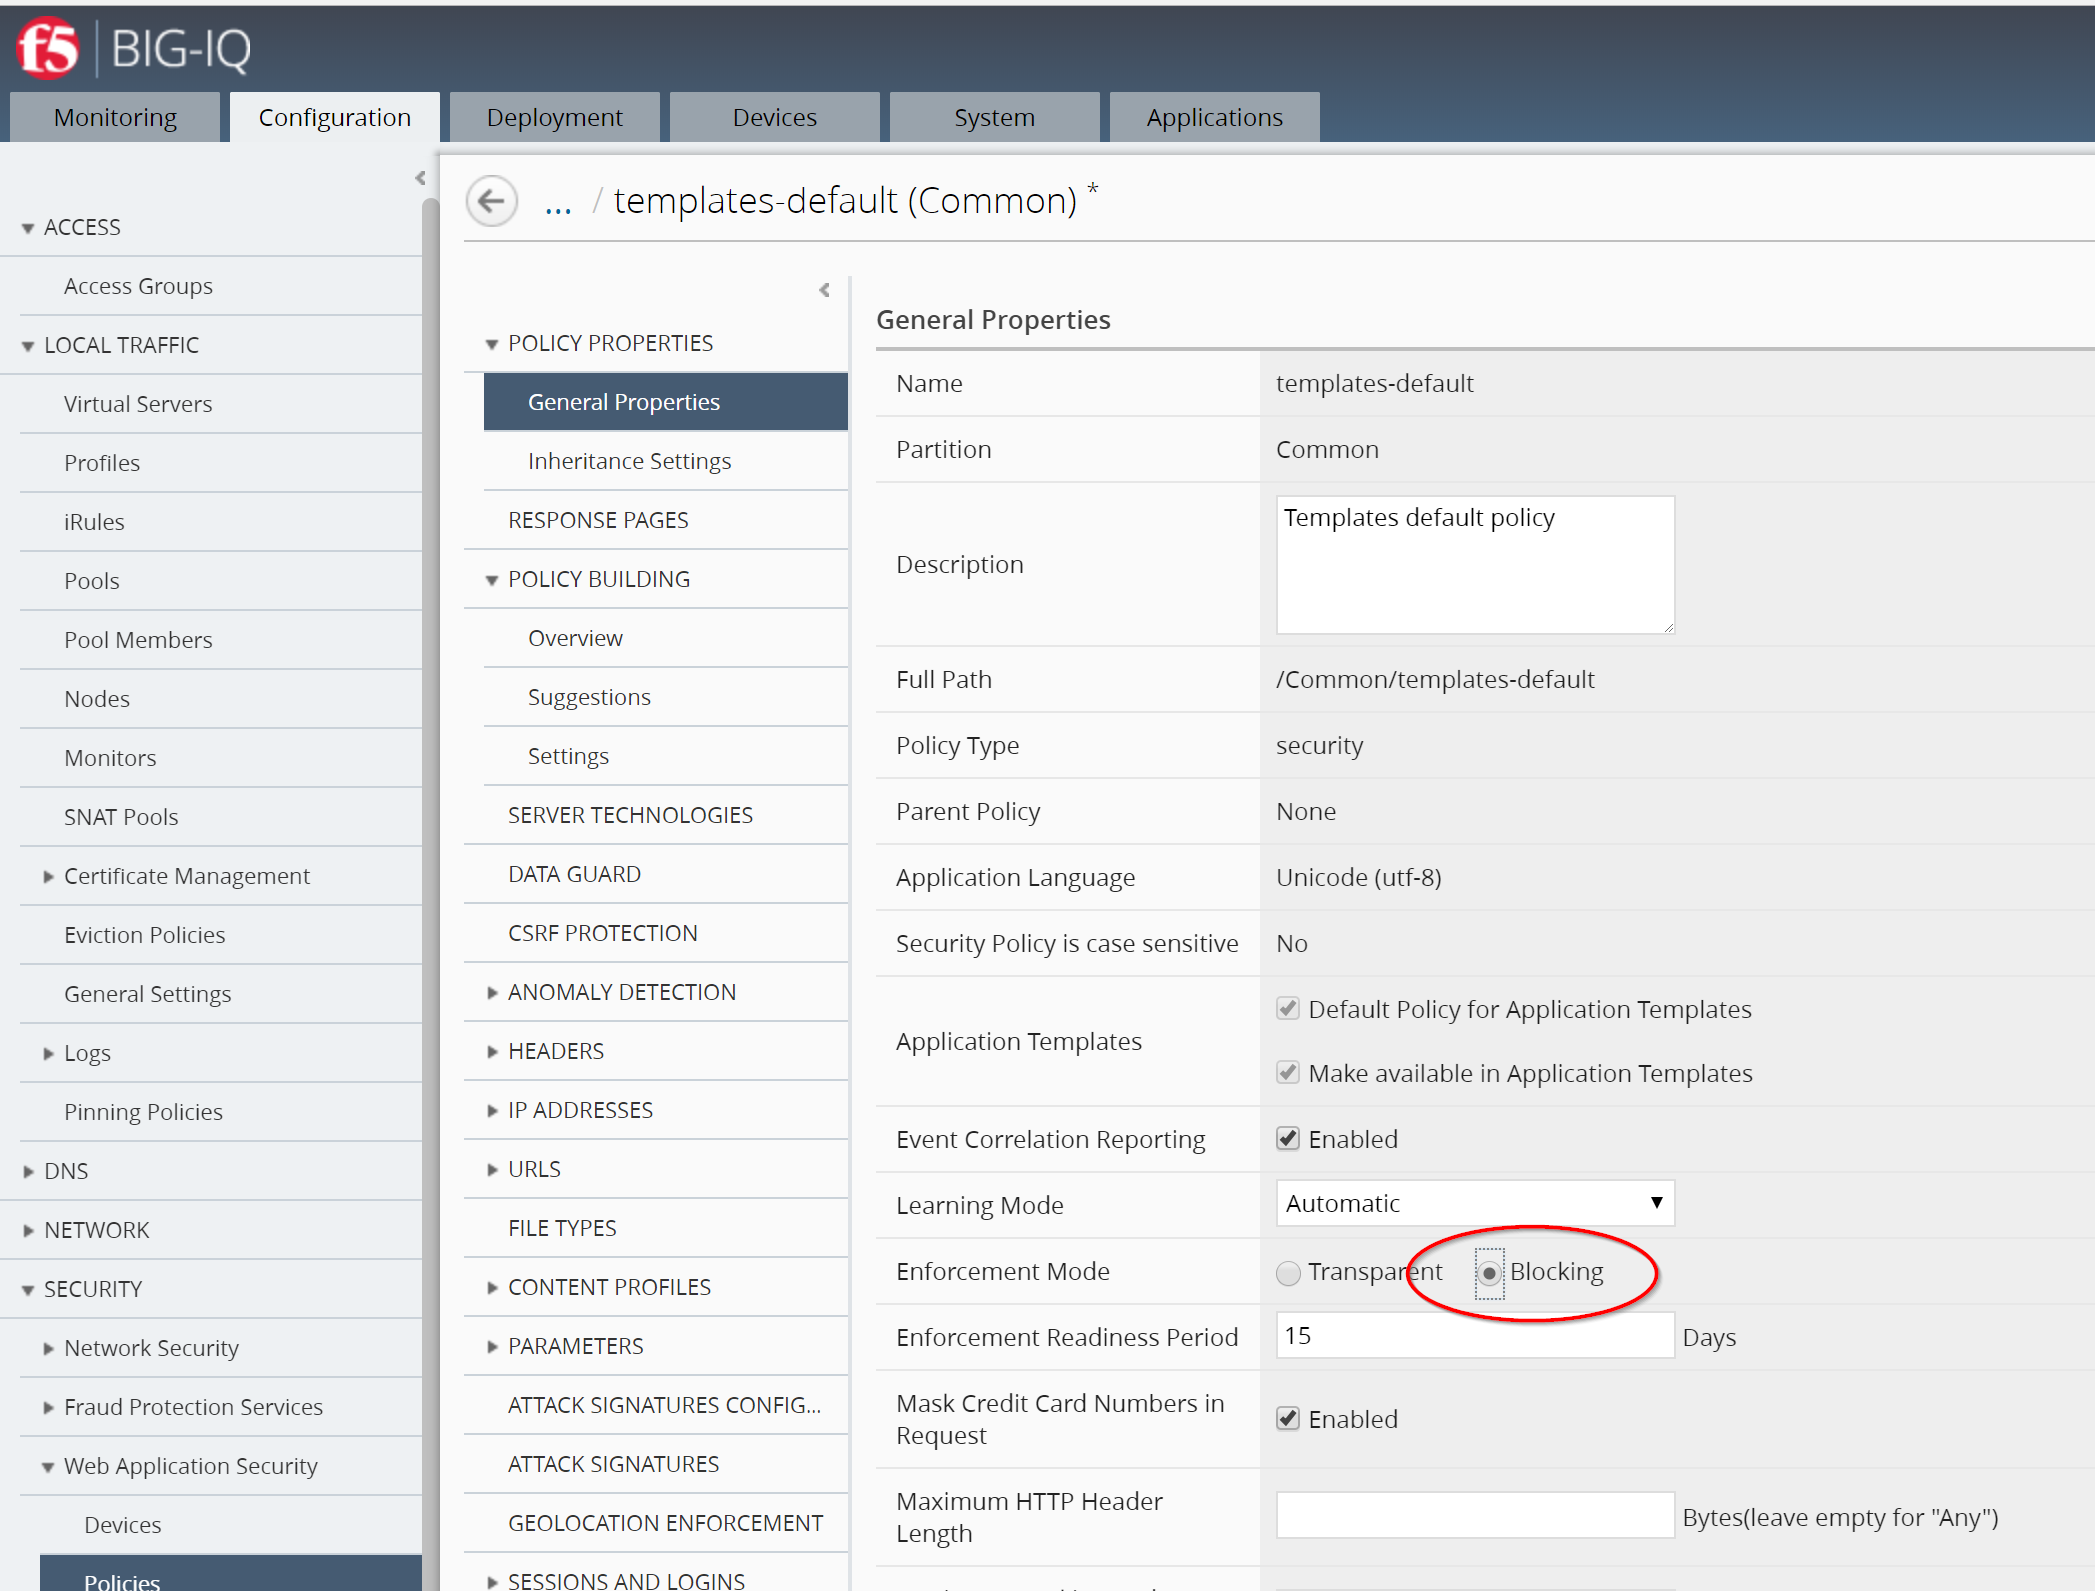 f5 BIG-IQ
Monitoring
Configuration
Deployment
Devices
System
Applications
ACCESS
Access Groups
LOCAL TRAFFIC
Virtual Servers
Profiles
iRules
Pools
Pool Members
Nodes
Monitors
SNAT Pools
Certificate Management
Eviction Policies
General Settings
Logs
Pinning Policies
DNS
NETWORK
SECURITY
Network Security
Fraud Protection Services
Web Application Security
Devices
Policies
... / templates-default (Common) *
POLICY PROPERTIES
General Properties
Inheritance Settings
RESPONSE PAGES
POLICY BUILDING
Overview
Suggestions
Settings
SERVER TECHNOLOGIES
DATA GUARD
CSRF PROTECTION
ANOMALY DETECTION
HEADERS
IP ADDRESSES
URLS
FILE TYPES
CONTENT PROFILES
PARAMETERS
ATTACK SIGNATURES CONFIG...
ATTACK SIGNATURES
GEOLOCATION ENFORCEMENT
SESSIONS AND LOGINS
General Properties
Name templates-default
Partition Common
Description Templates default policy
Full Path /Common/templates-default
Policy Type security
Parent Policy None
Application Language Unicode (utf-8)
Security Policy is case sensitive No
Application Templates
Default Policy for Application Templates
Make available in Application Templates
Event Correlation Reporting Enabled
Learning Mode Automatic
Enforcement Mode Transparent Blocking
Enforcement Readiness Period 15 Days
Mask Credit Card Numbers in
Request
Enabled
Maximum HTTP Header
Length
Bytes(leave empty for "Any")